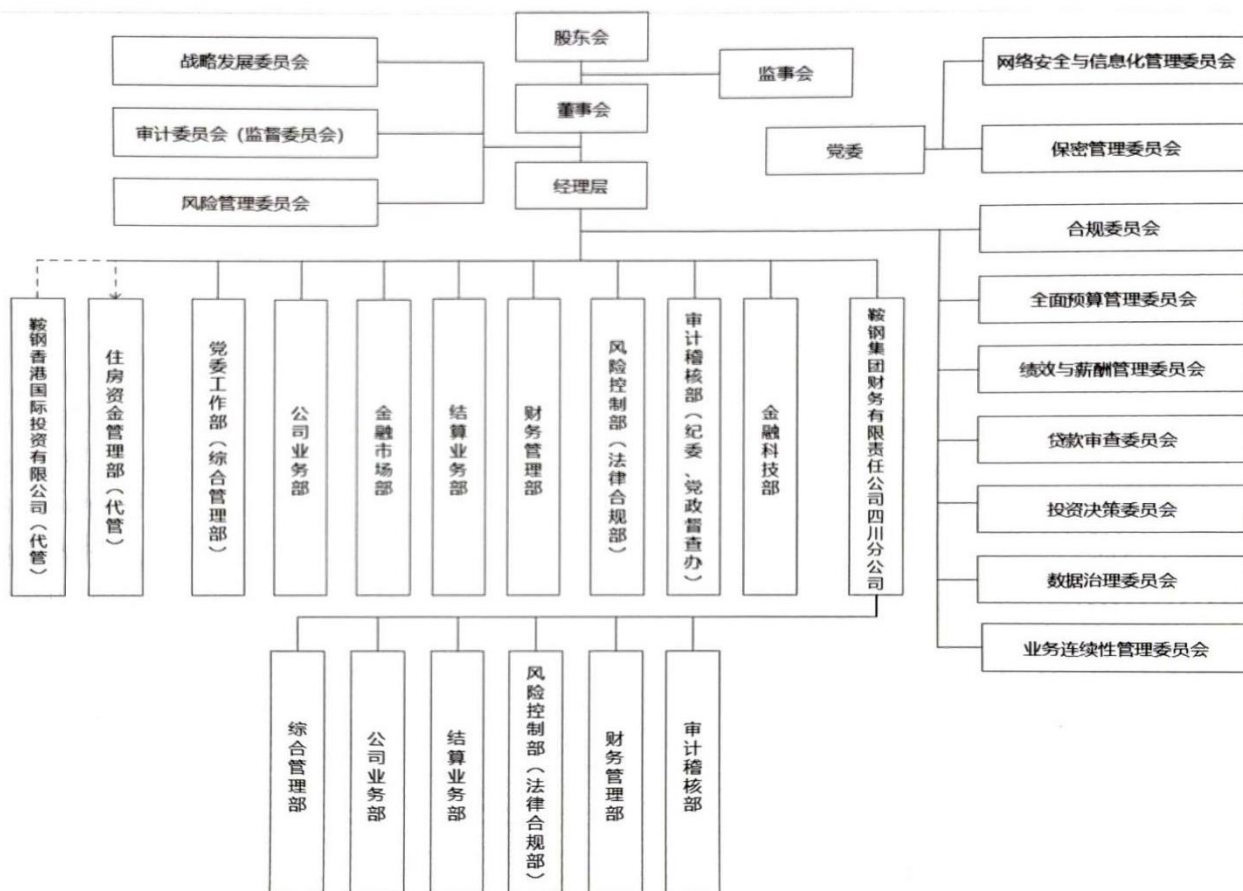 股东会
战略发展委员会
监事会
网络安全与信息化管理委员会
董事会
审计委员会（监督委员会）
党委
保密管理委员会
经理层
风险管理委员会
合规委员会
全面预算管理委员会
绩效与薪酬管理委员会
贷款审查委员会
投资决策委员会
数据治理委员会
业务连续性管理委员会
鞍钢香港国际投资有限公司（代管）
住房资金管理部（代管）
党委工作部（综合管理部）
公司业务部
金融市场部
结算业务部
财务管理部
风险控制部（法律合规部）
审计稽核部（纪委、党政督查办）
金融科技部
鞍钢集团财务有限责任公司四川分公司
综合管理部
公司业务部
结算业务部
风险控制部（法律合规部）
财务管理部
审计稽核部